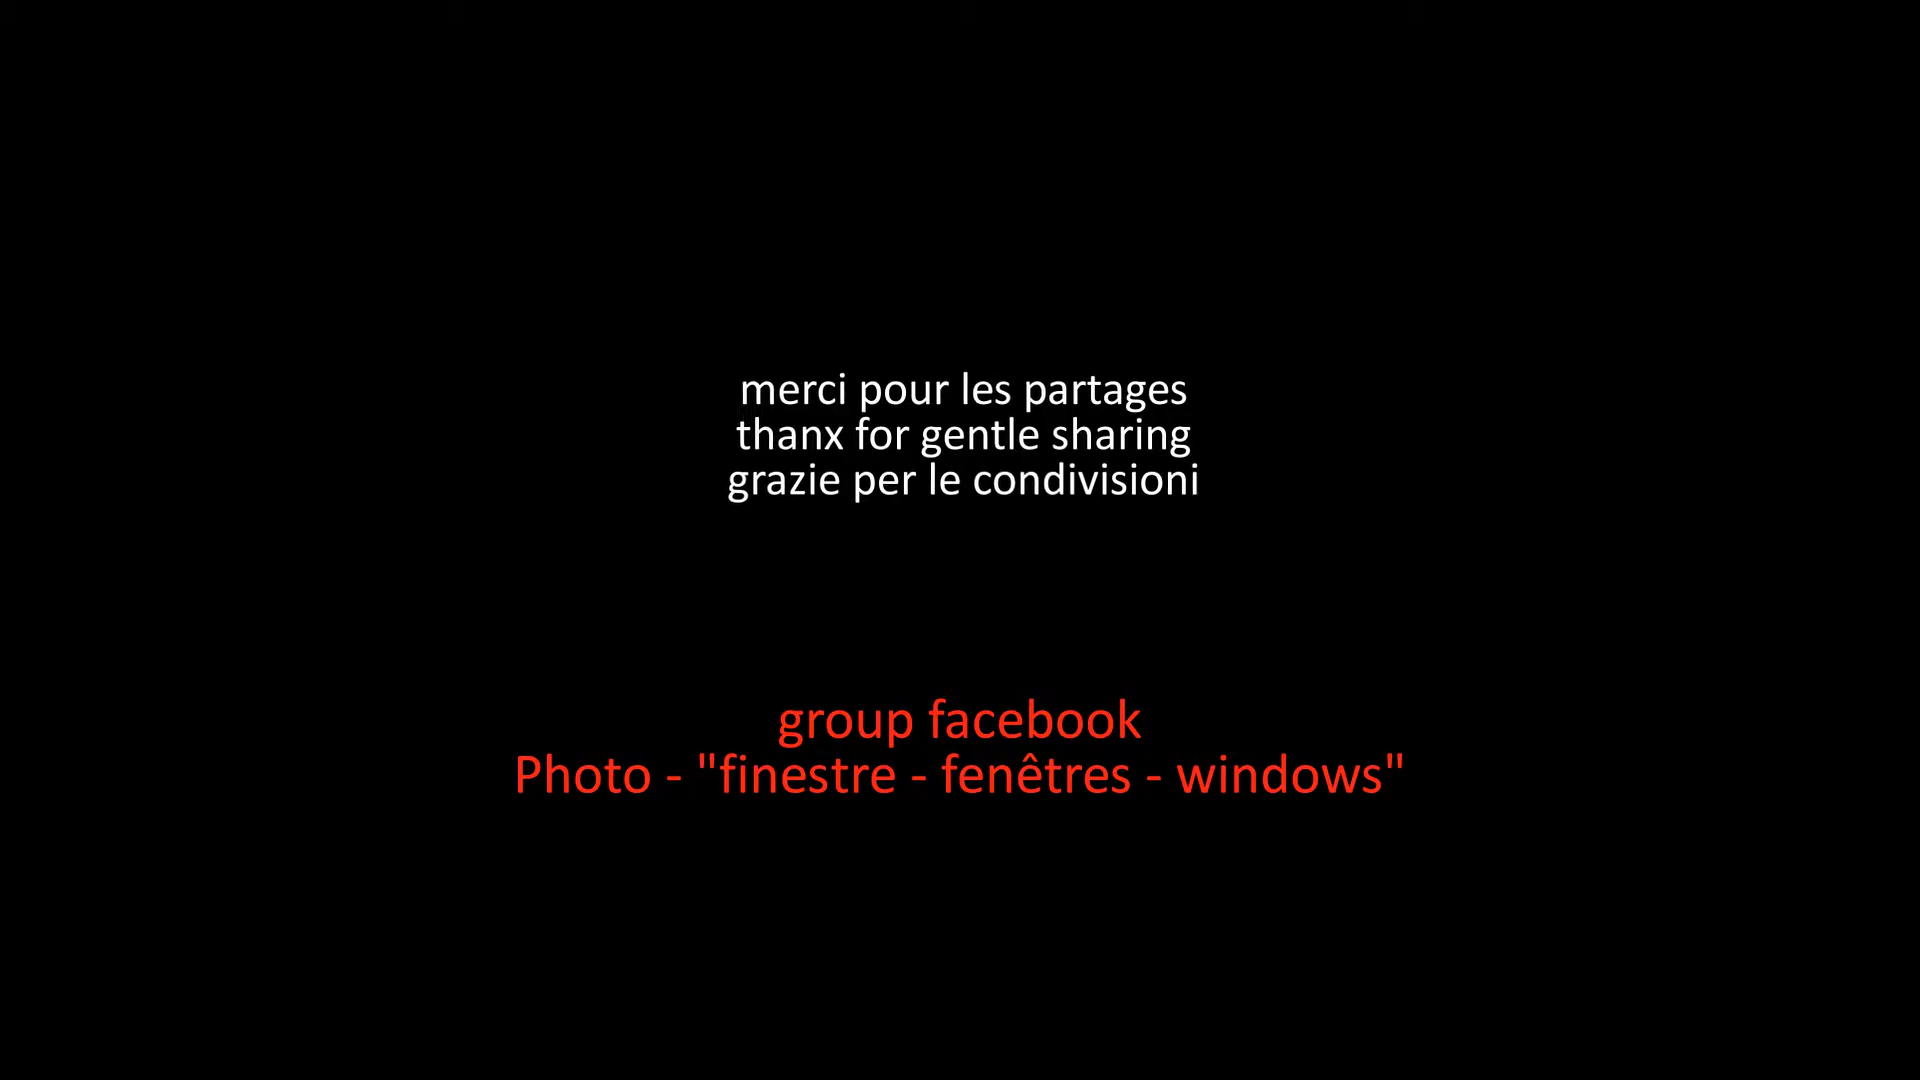 merci pour les partages
thanx for gentle sharing
grazie per le condivisioni
group facebook
Photo - "finestre - fenêtres - windows"